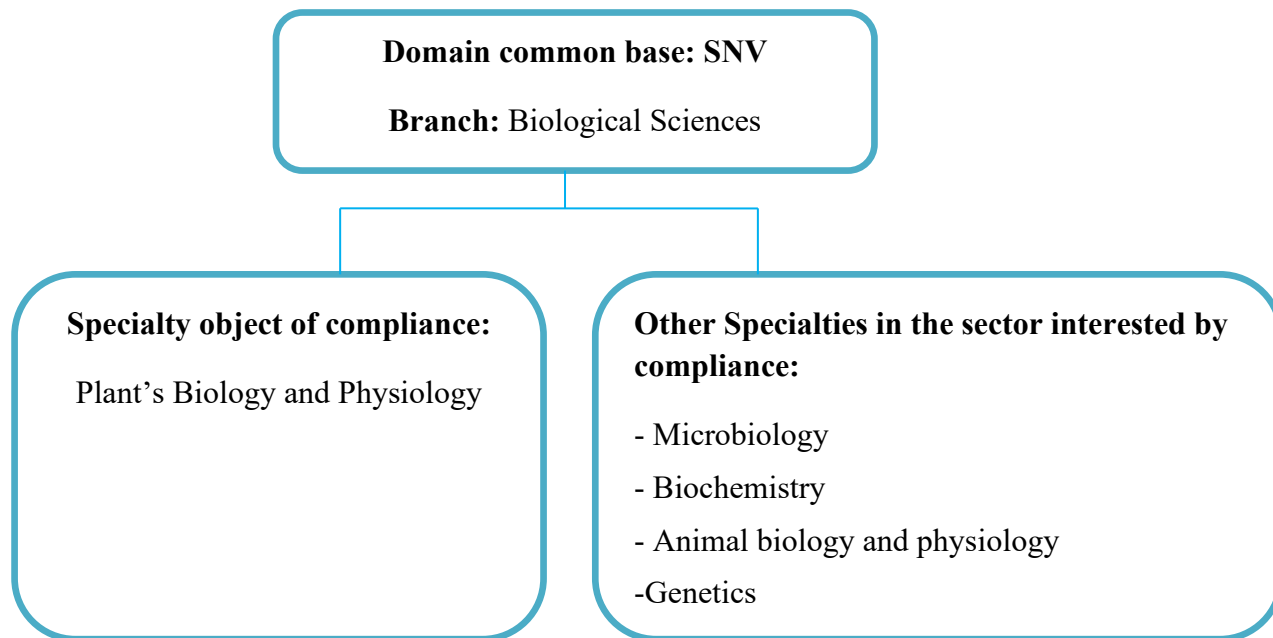 Domain common base: SNV
Branch: Biological Sciences
Specialty object of compliance:
Plant’s Biology and Physiology
Other Specialties in the sector interested by
compliance:
- Microbiology
- Biochemistry
- Animal biology and physiology
-Genetics